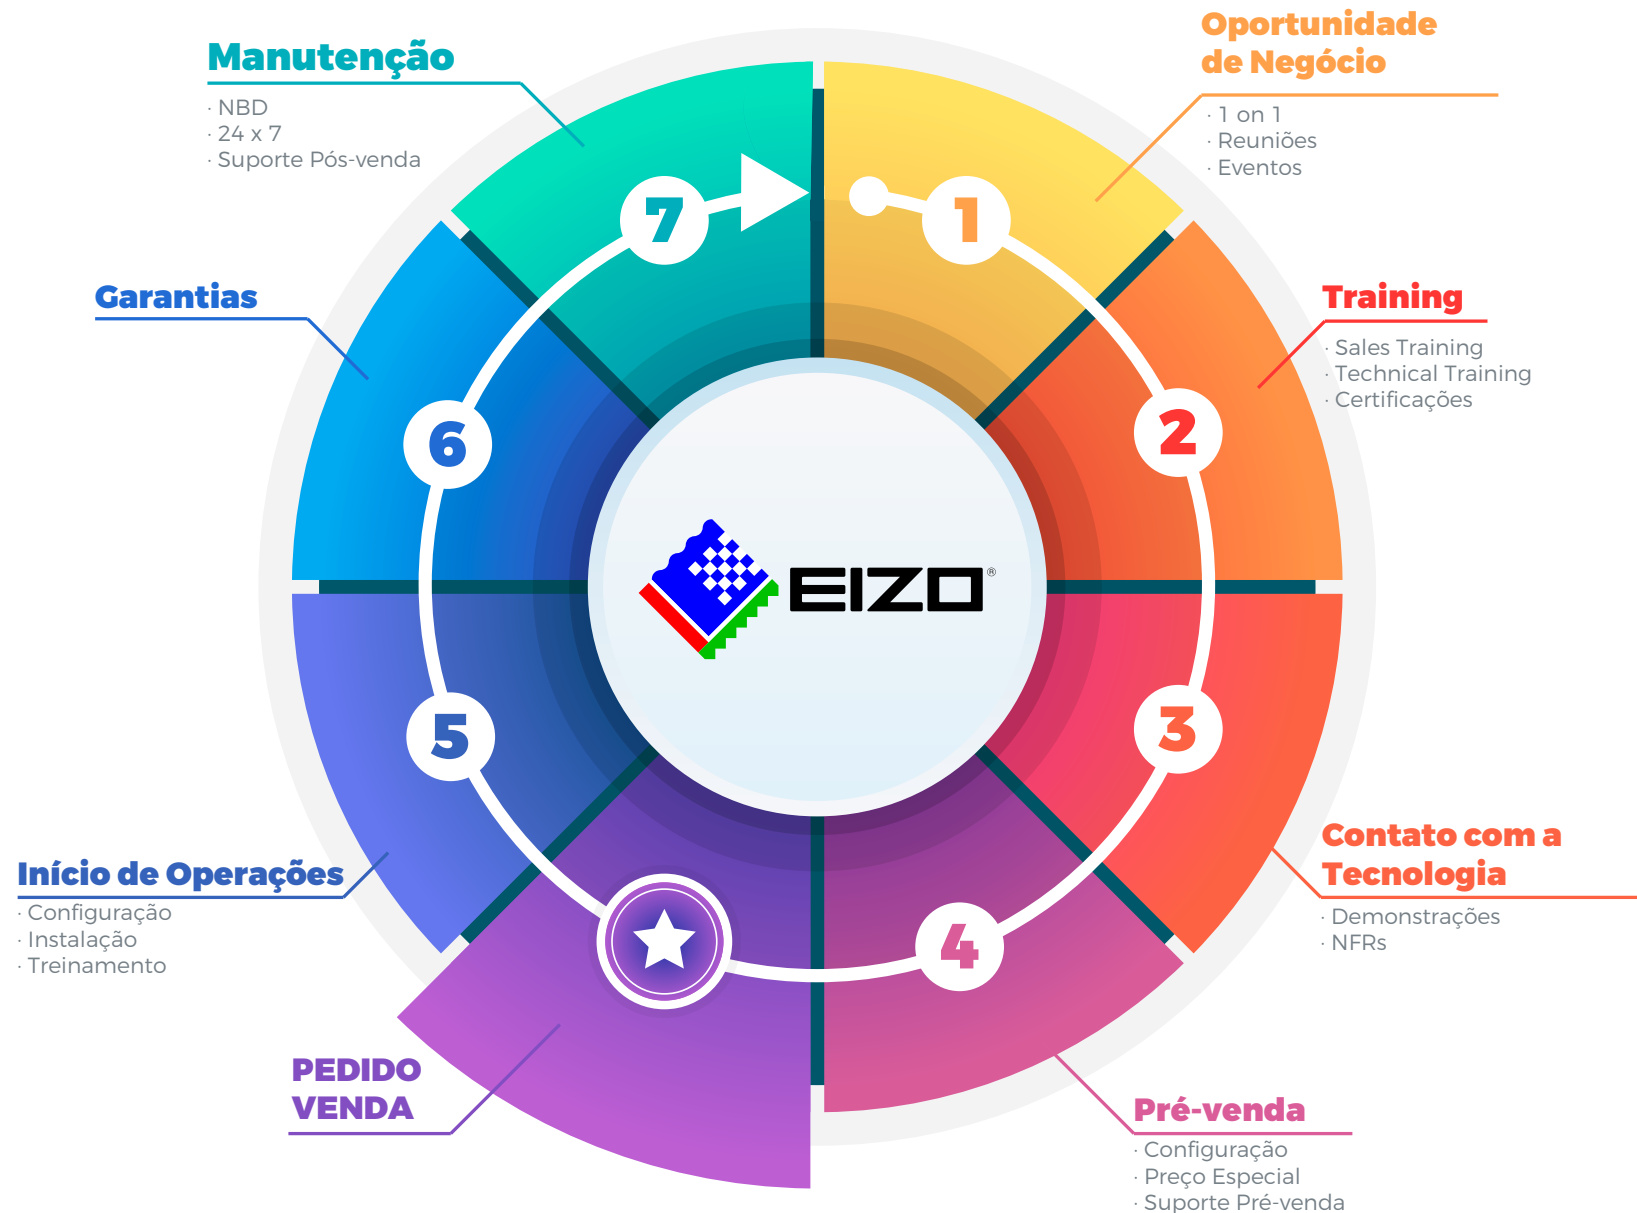 Oportunidade
de Negócio
· 1 on 1
· Reuniões
· Eventos
1
Training
· Sales Training
· Technical Training
· Certificações
2
Contato com a
Tecnologia
· Demonstrações
· NFRs
3
Pré-venda
· Configuração
· Preço Especial
· Suporte Pré-venda
4
PEDIDO
VENDA
Início de Operações
· Configuração
· Instalação
· Treinamento
5
Garantias
6
Manutenção
· NBD
· 24 x 7
· Suporte Pós-venda
7
EIZO®